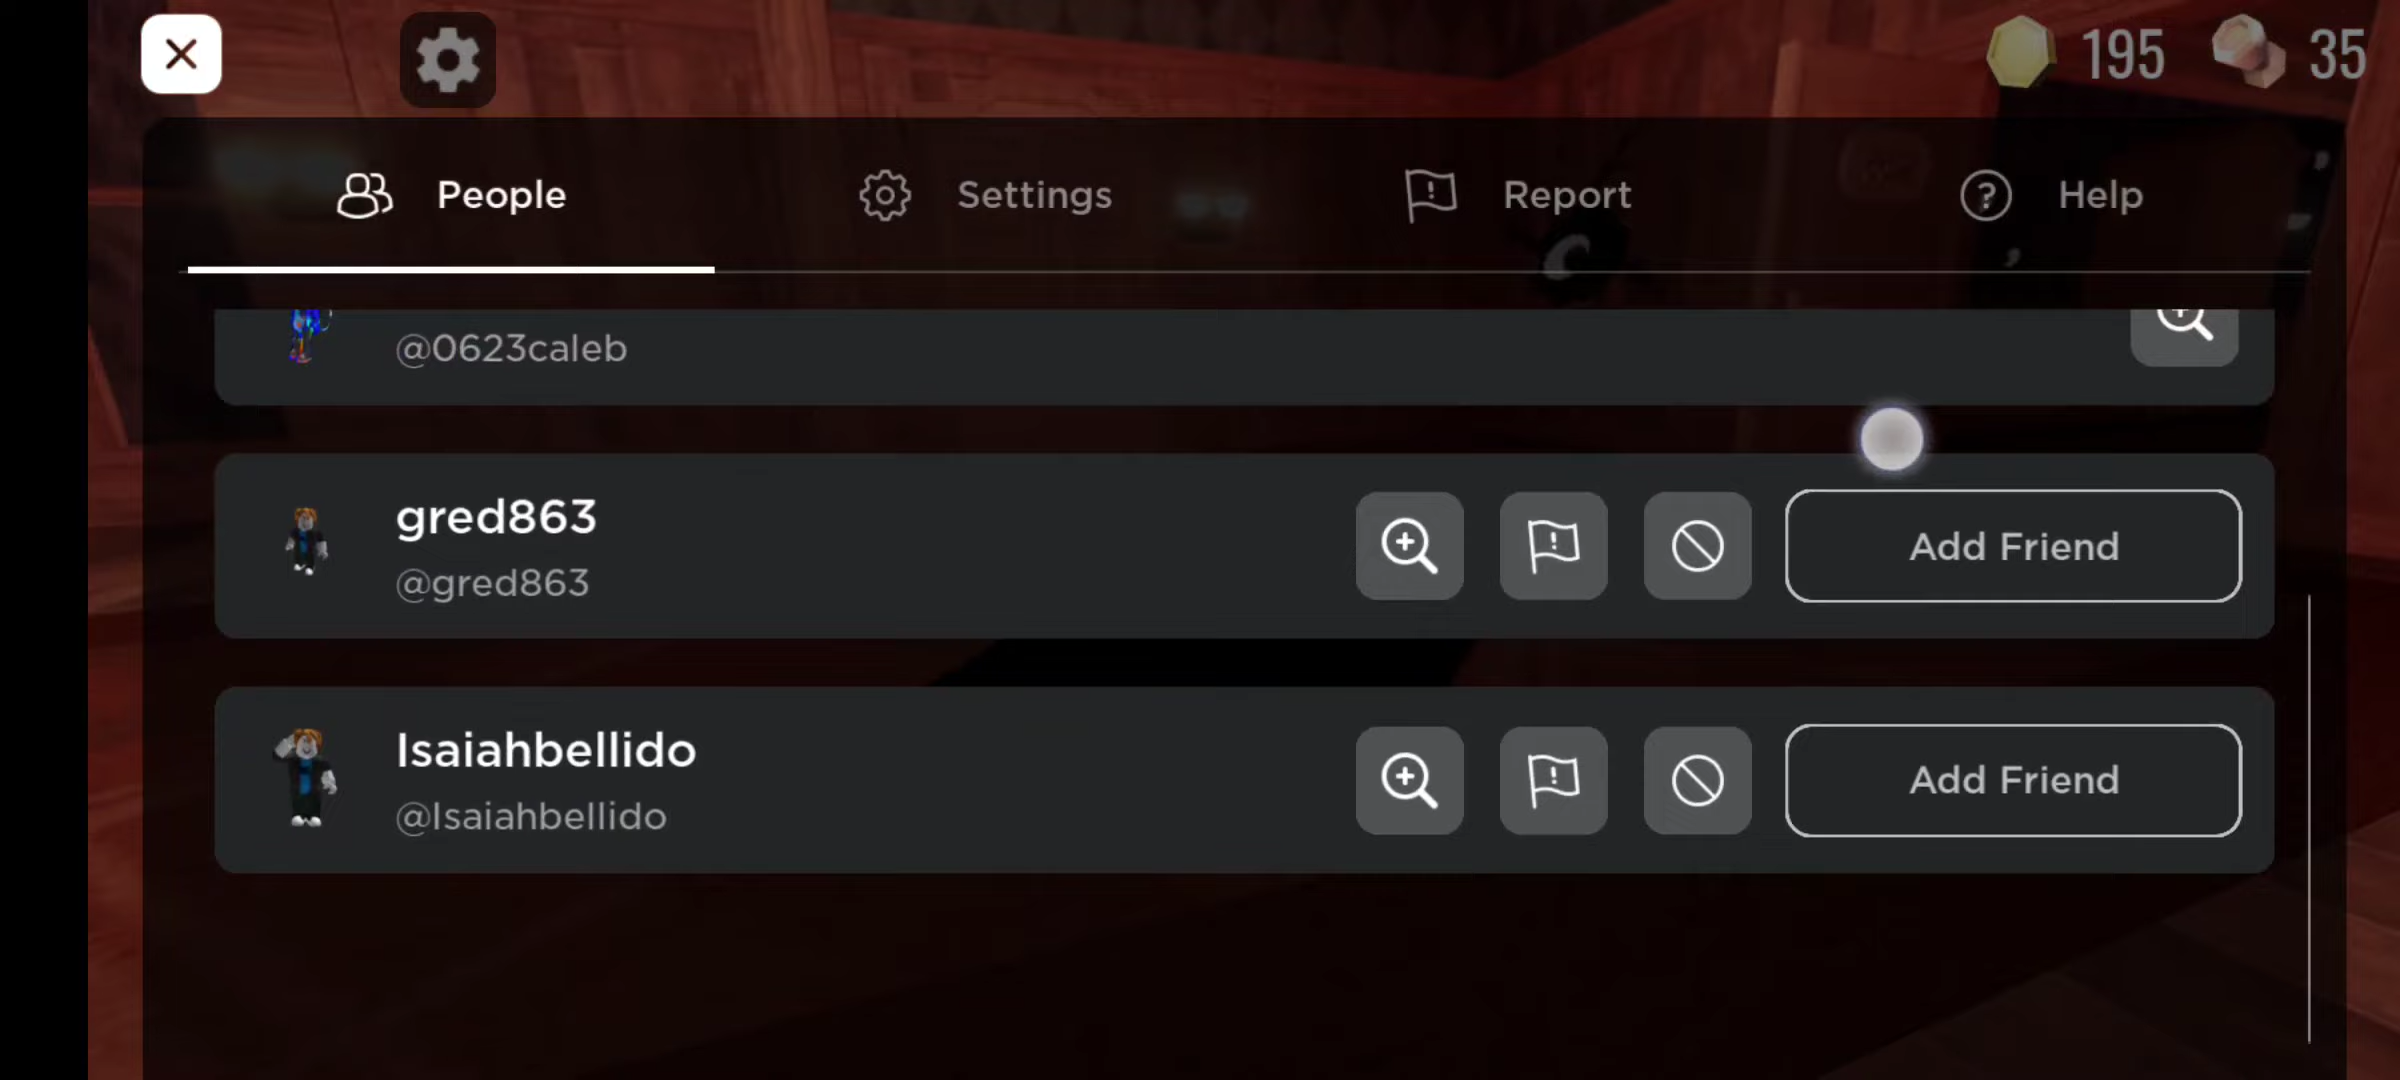 195
35
People
Settings
Report
Help
@0623caleb
gred863
@gred863
Add Friend
Isaiahbellido
@Isaiahbellido
Add Friend